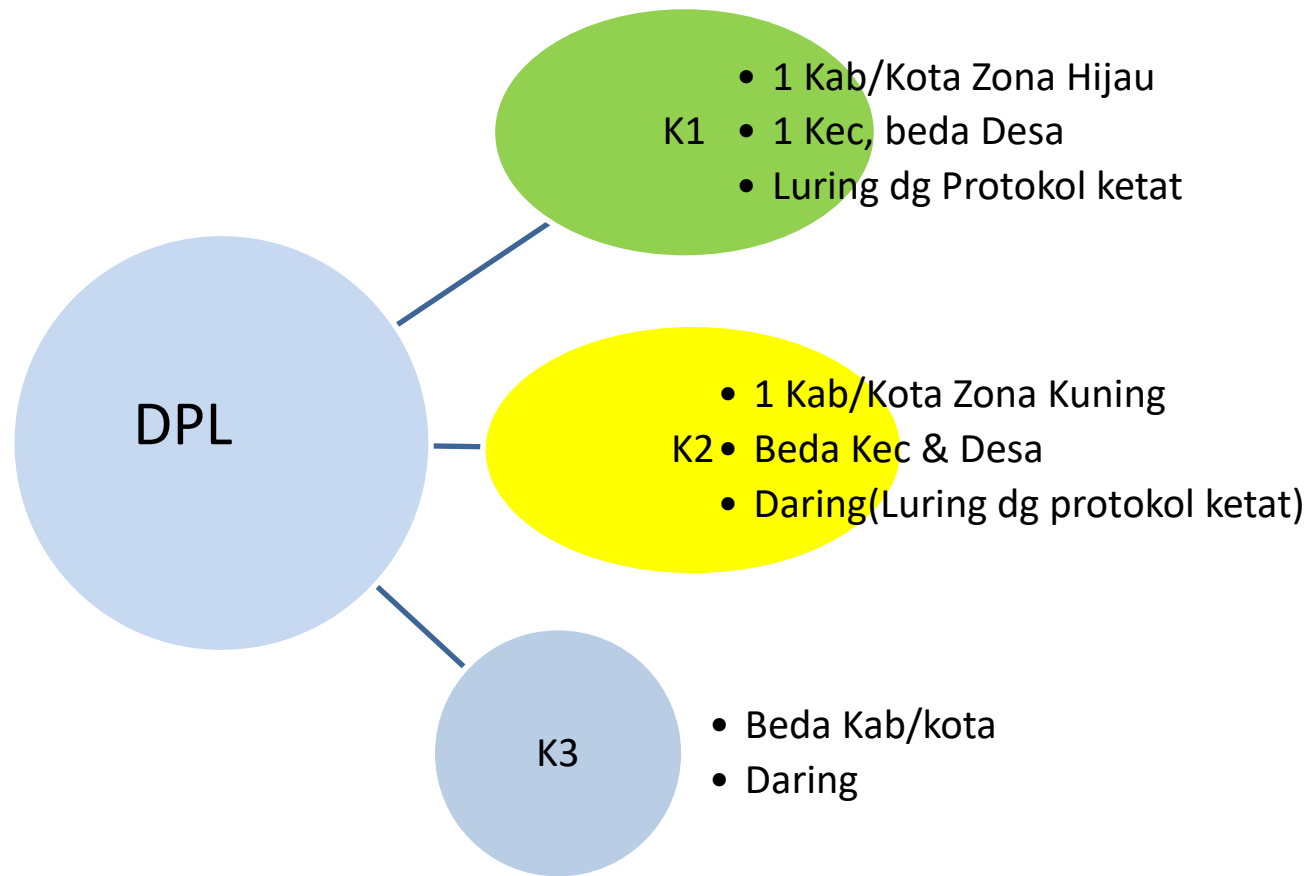 DPL
K1
• 1 Kab/Kota Zona Hijau
• 1 Kec, beda Desa
• Luring dg Protokol ketat
K2
• 1 Kab/Kota Zona Kuning
• Beda Kec & Desa
• Daring(Luring dg protokol ketat)
K3
• Beda Kab/kota
• Daring